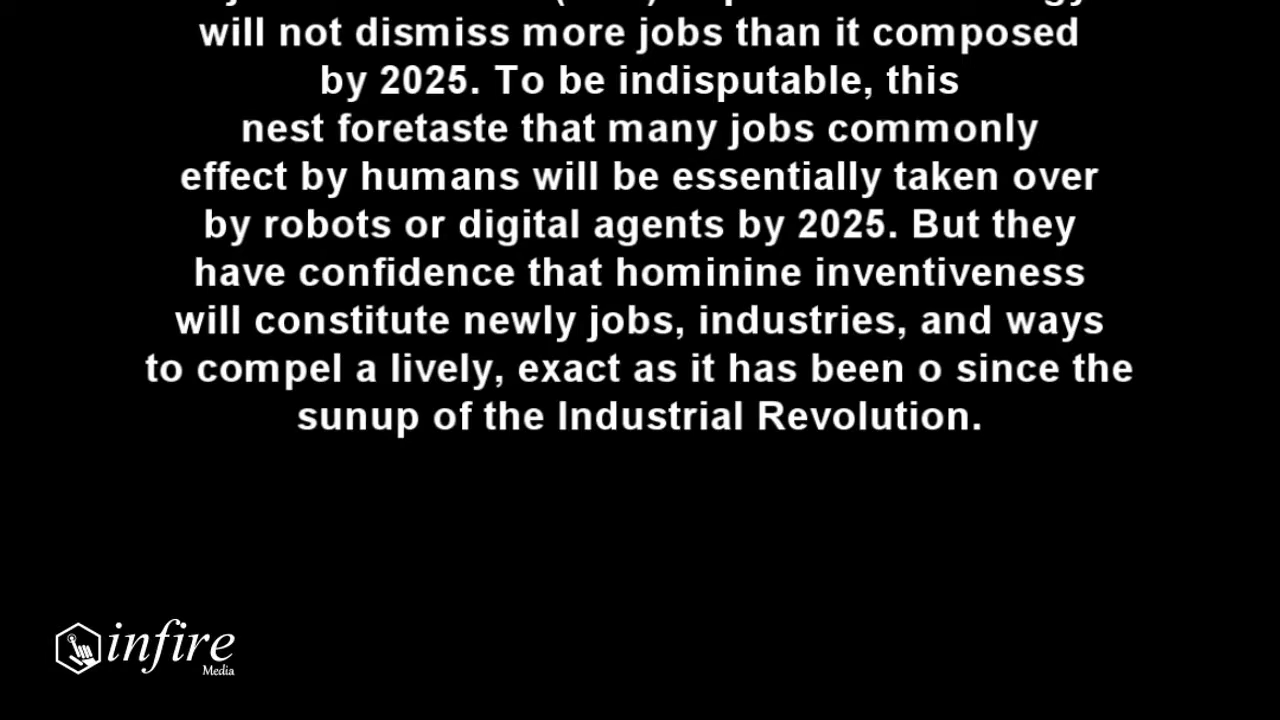 will not dismiss more jobs than it composed
by 2025. To be indisputable, this
nest foretaste that many jobs commonly
effect by humans will be essentially taken over
by robots or digital agents by 2025. But they
have confidence that hominine inventiveness
will constitute newly jobs, industries, and ways
to compel a lively, exact as it has been o since the
sunup of the Industrial Revolution.
infire
Media